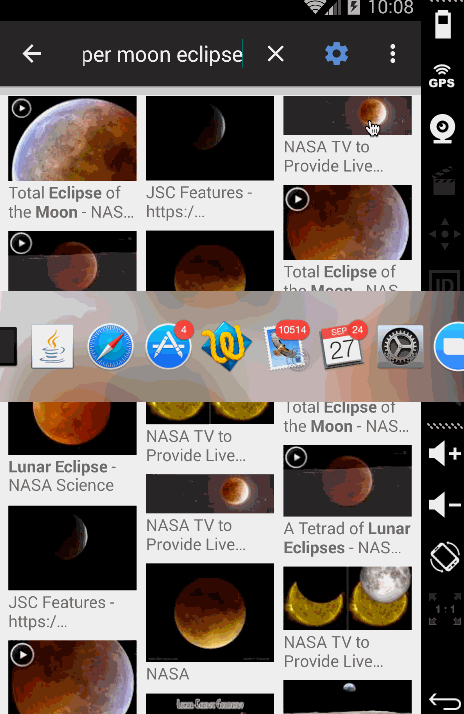 10:08
per moon eclipse
GPS
Total Eclipse of
the Moon - NAS...
JSC Features -
https:/...
NASA TV to
Provide Live...
Total Eclipse of
the Moon - NAS...
4
10514
SEP 24
27
Total Eclipse of
the Moon - NAS...
NASA TV to
Provide Live...
Lunar Eclipse -
NASA Science
NASA TV to
Provide Live...
A Tetrad of Lunar
Eclipses - NAS...
JSC Features -
https:/...
1:1
NASA TV to
Provide Live...
NASA